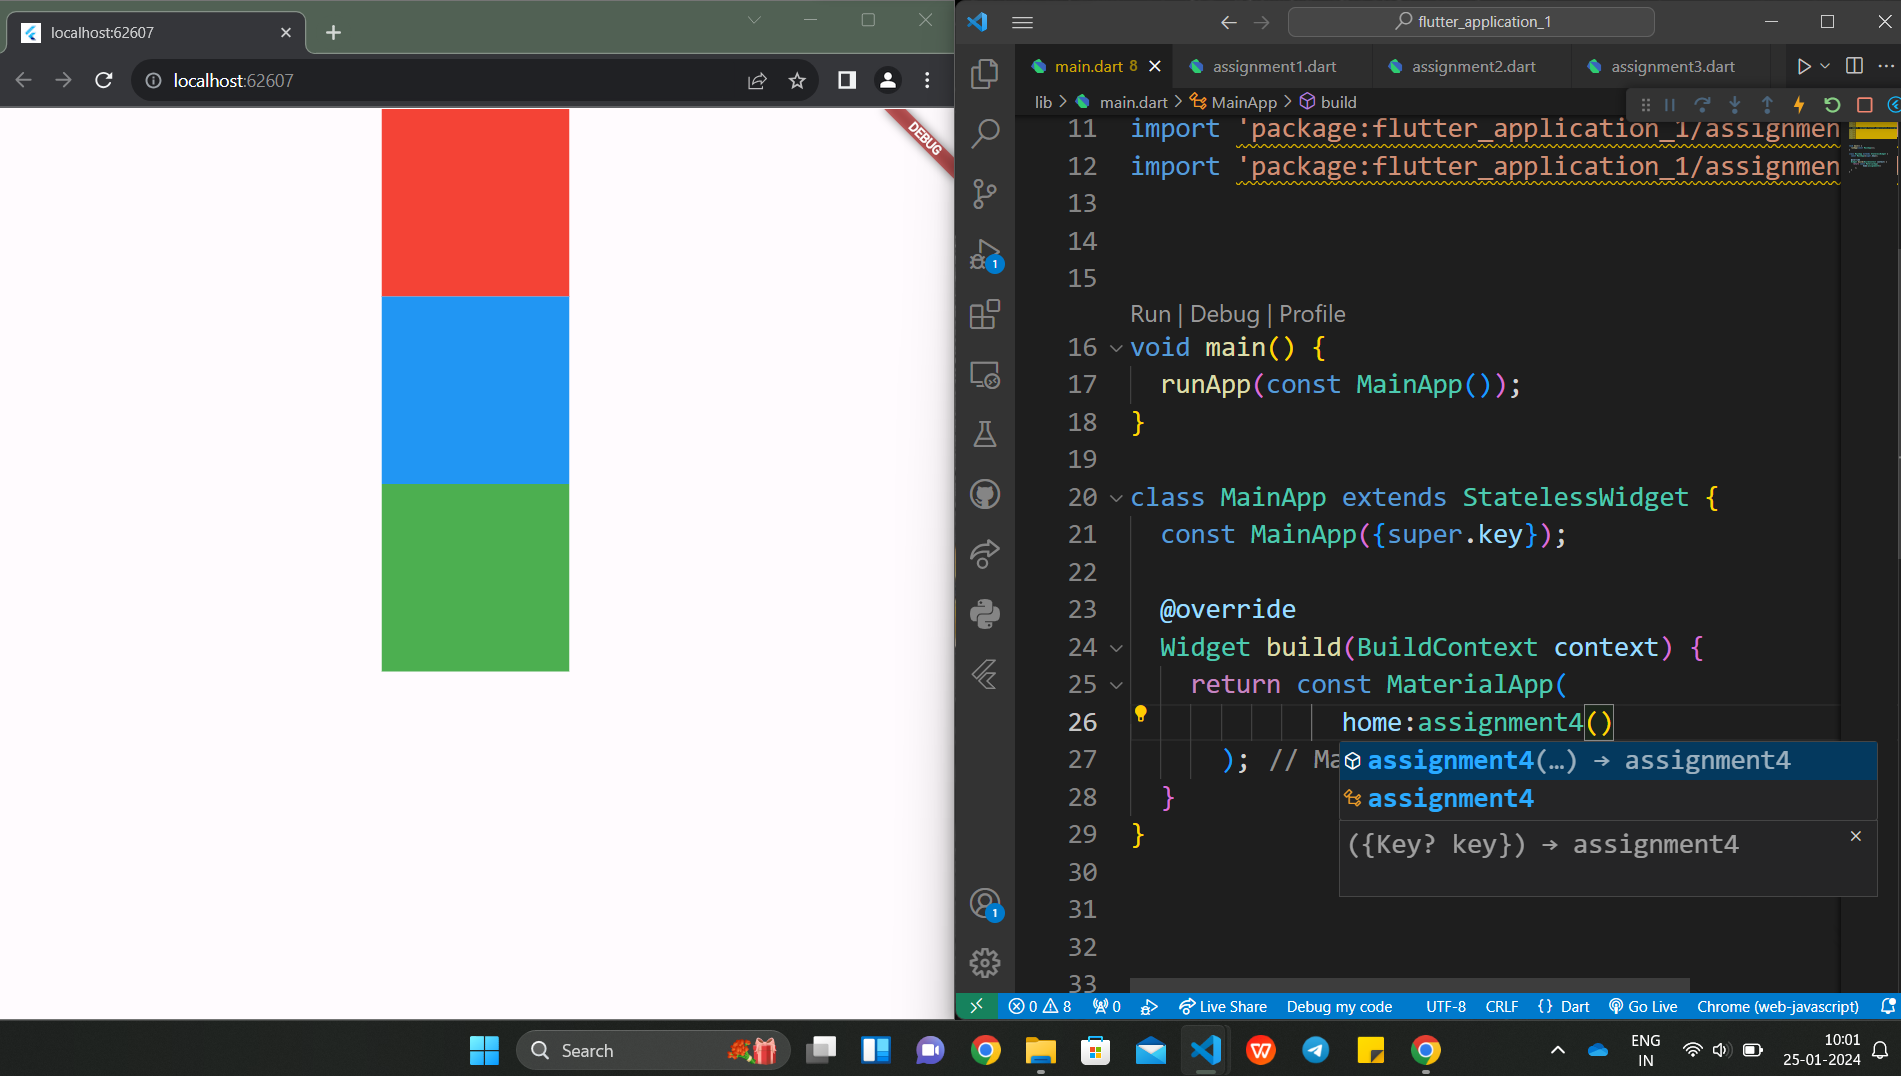 localhost:62607
localhost:62607
DEBUG
flutter_application_1
main.dart 8
assignment1.dart
assignment2.dart
assignment3.dart
lib > main.dart > MainApp > build
11 import 'package:flutter_application_1/assignmen
12 import 'package:flutter_application_1/assignmen
13
14
15
Run | Debug | Profile
16 void main() {
17 runApp(const MainApp());
18 }
19
20 class MainApp extends StatelessWidget {
21 const MainApp({super.key});
22
23 @override
24 Widget build(BuildContext context) {
25 return const MaterialApp(
26 home:assignment4()
27 ); // Ma
assignment4(…) → assignment4
28 }
assignment4
29 }
({Key? key}) → assignment4
30
31
32
33
1
1
0 8 0 Live Share Debug my code UTF-8 CRLF {} Dart Go Live Chrome (web-javascript)
Search
ENG
IN
10:01
25-01-2024